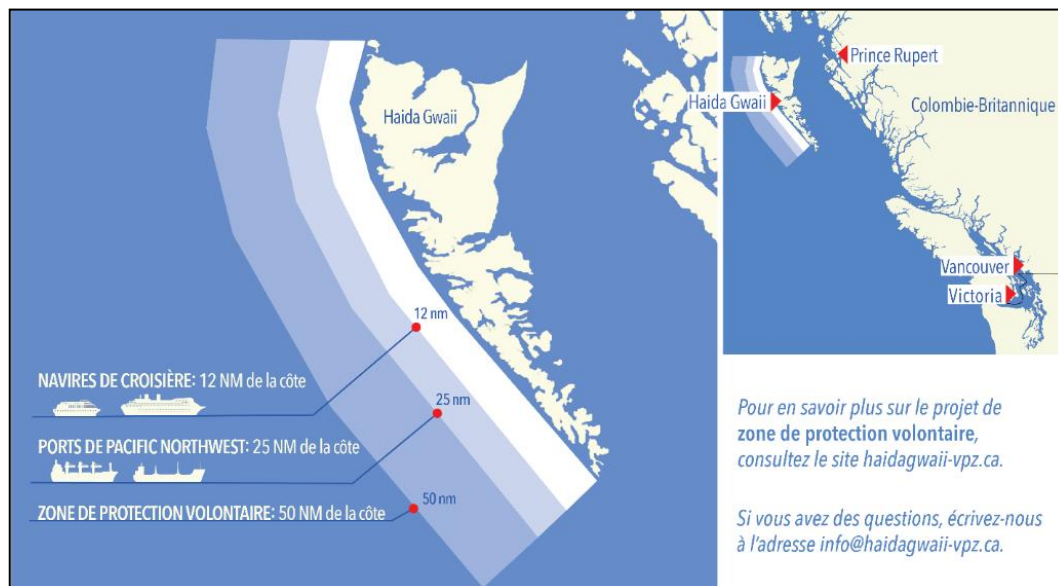 Haida Gwaii
12 nm
25 nm
50 nm
NAVIRES DE CROISIÈRE: 12 NM de la côte
PORTS DE PACIFIC NORTHWEST: 25 NM de la côte
ZONE DE PROTECTION VOLONTAIRE: 50 NM de la côte
Prince Rupert
Haida Gwaii
Colombie-Britannique
Vancouver
Victoria
Pour en savoir plus sur le projet de
zone de protection volontaire,
consultez le site haidagwaii-vpz.ca.
Si vous avez des questions, écrivez-nous
à l'adresse info@haidagwaii-vpz.ca.